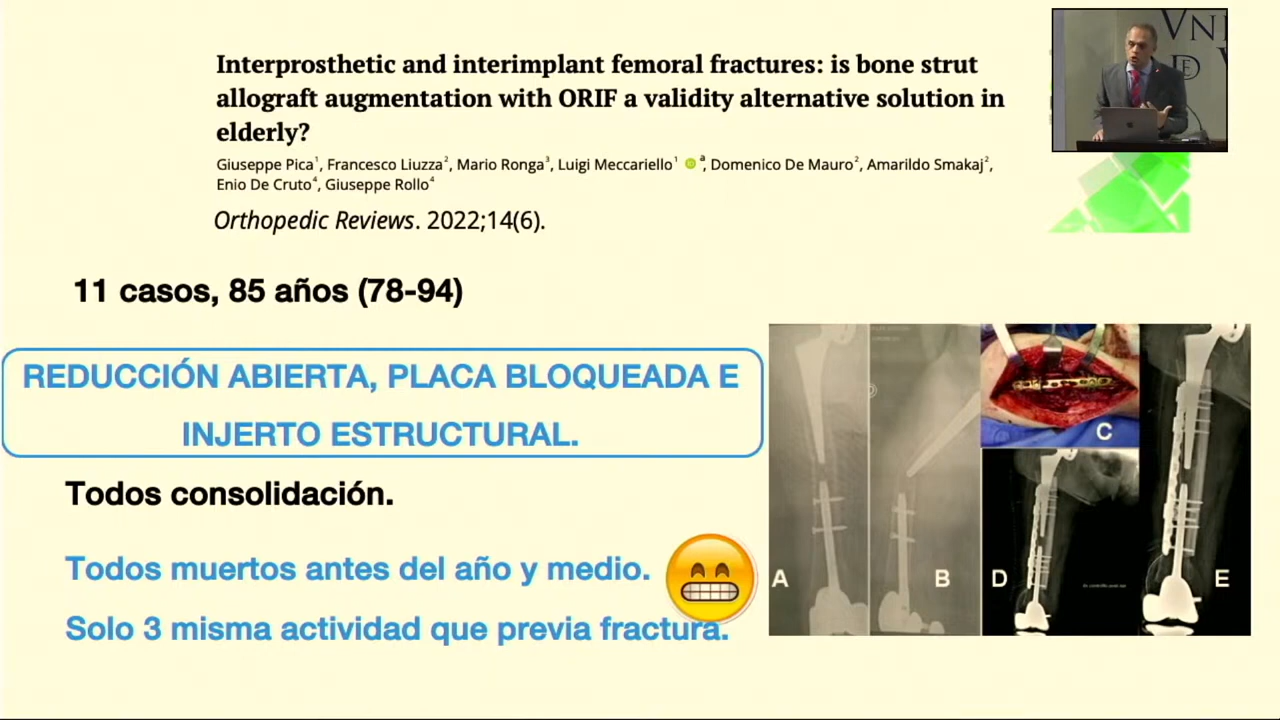 Interprosthetic and interimplant femoral fractures: is bone strut
allograft augmentation with ORIF a validity alternative solution in
elderly?
Giuseppe Pica¹, Francesco Liuzza², Mario Ronga³, Luigi Meccariello¹ ᵃ, Domenico De Mauro², Amarildo Smakaj²,
Enio De Cruto⁴, Giuseppe Rollo⁴
Orthopedic Reviews. 2022;14(6).
11 casos, 85 años (78-94)
REDUCCIÓN ABIERTA, PLACA BLOQUEADA E
INJERTO ESTRUCTURAL.
Todos consolidación.
Todos muertos antes del año y medio.
Solo 3 misma actividad que previa fractura.
A
B
C
D
E
VNI
DE V